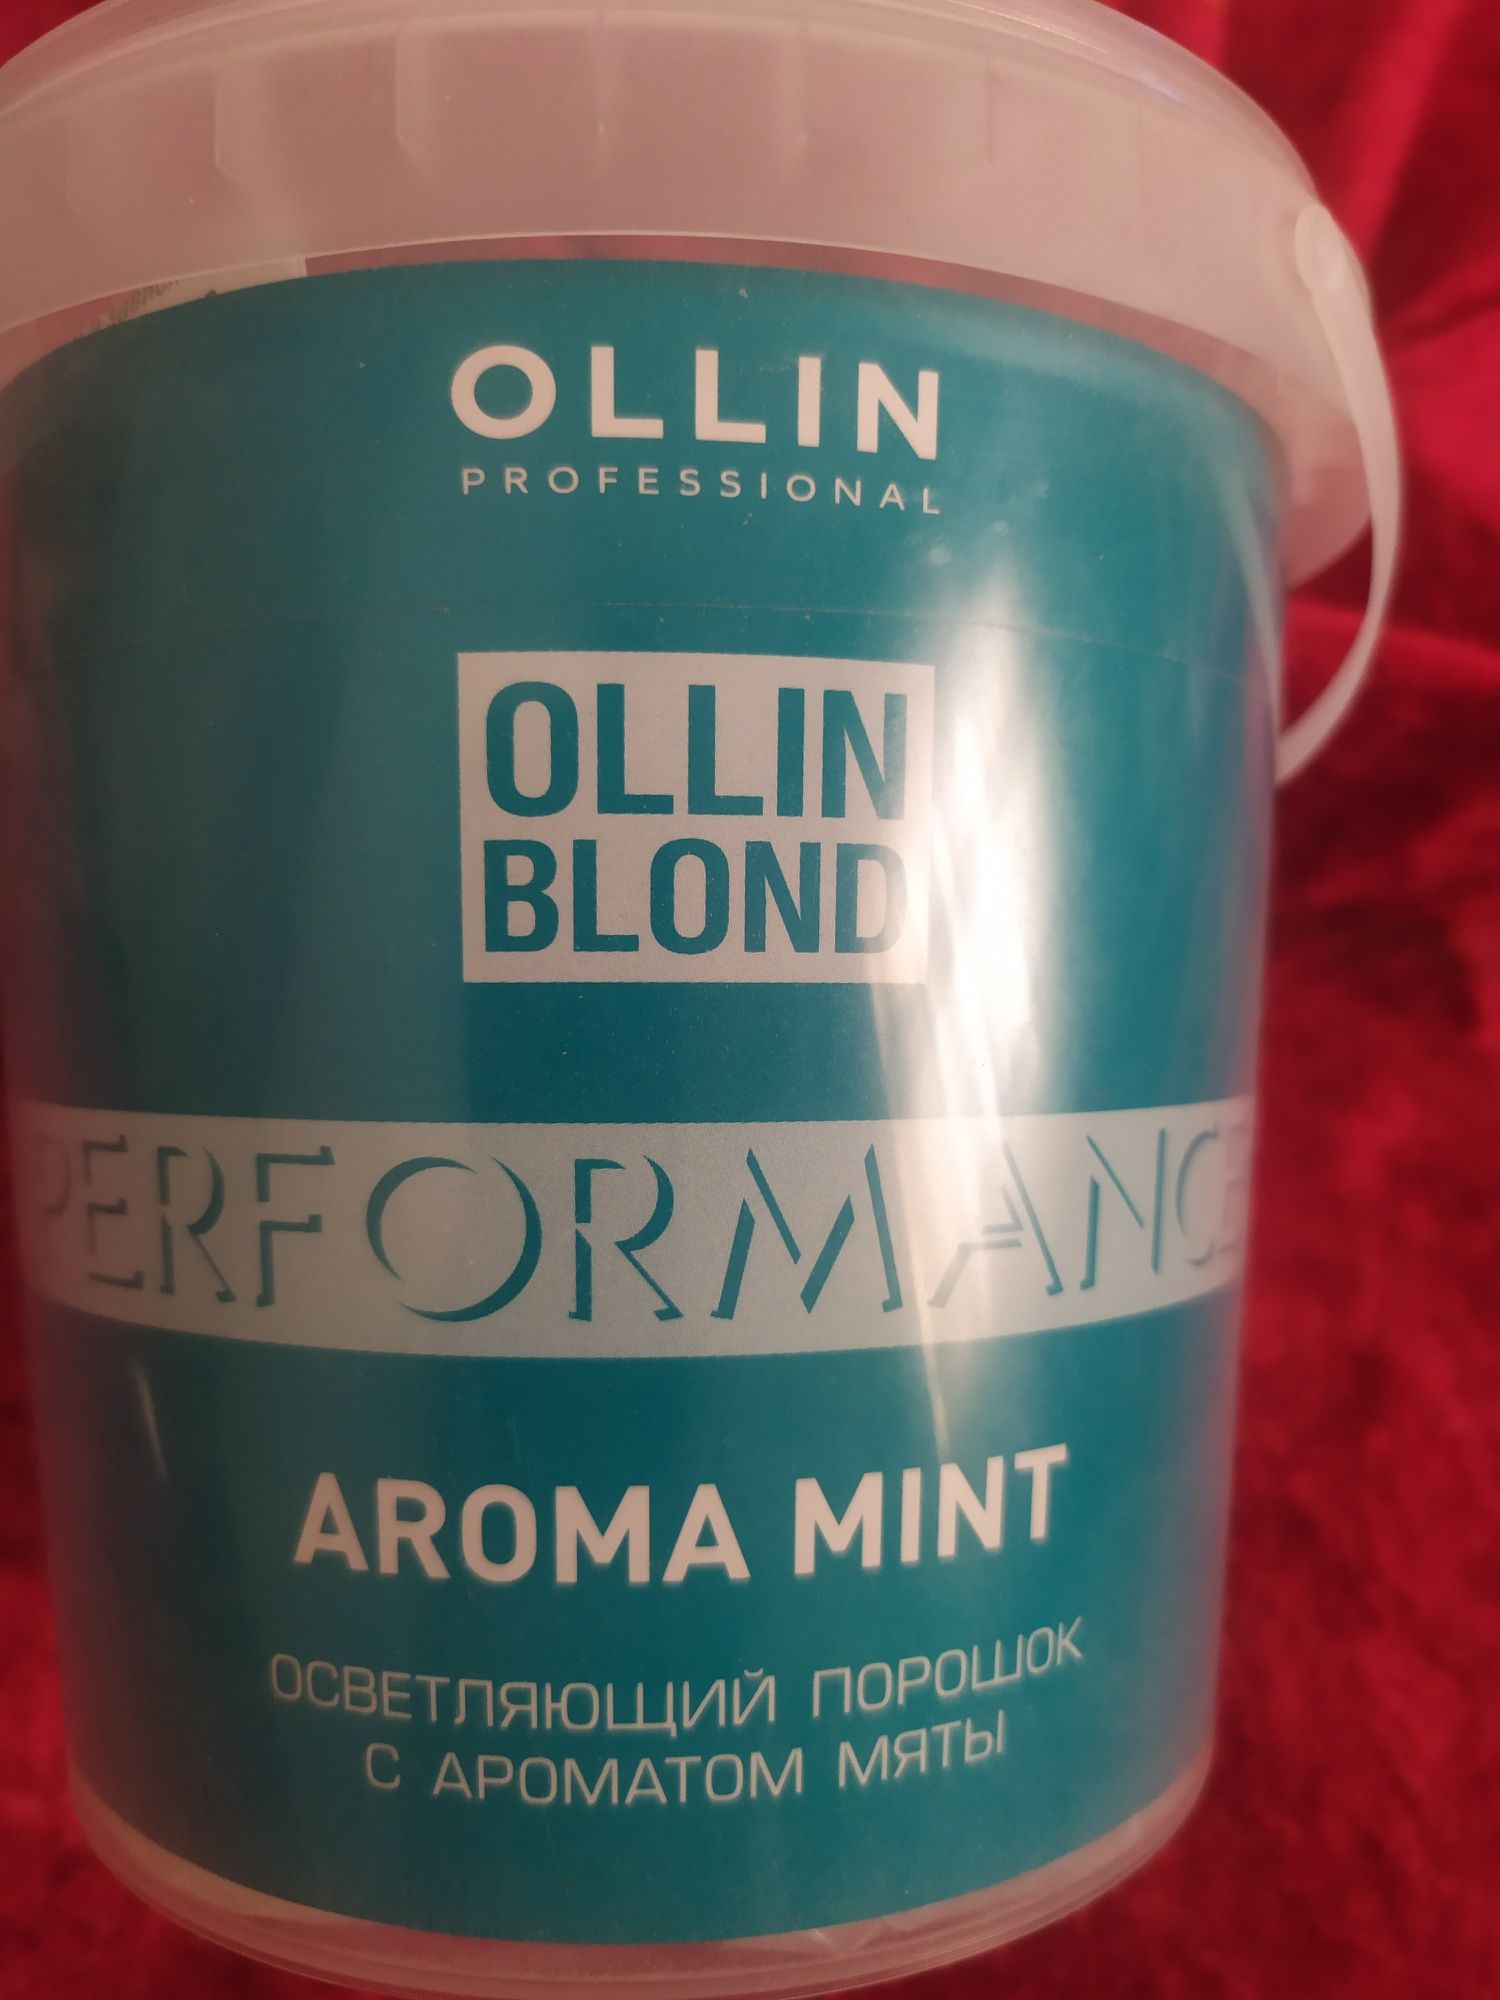 OLLIN
PROFESSIONAL
OLLIN
BLOND
PERFORMANCE
AROMA MINT
ОСВЕТЛЯЮЩИЙ ПОРОШОК
С АРОМАТОМ МЯТЫ